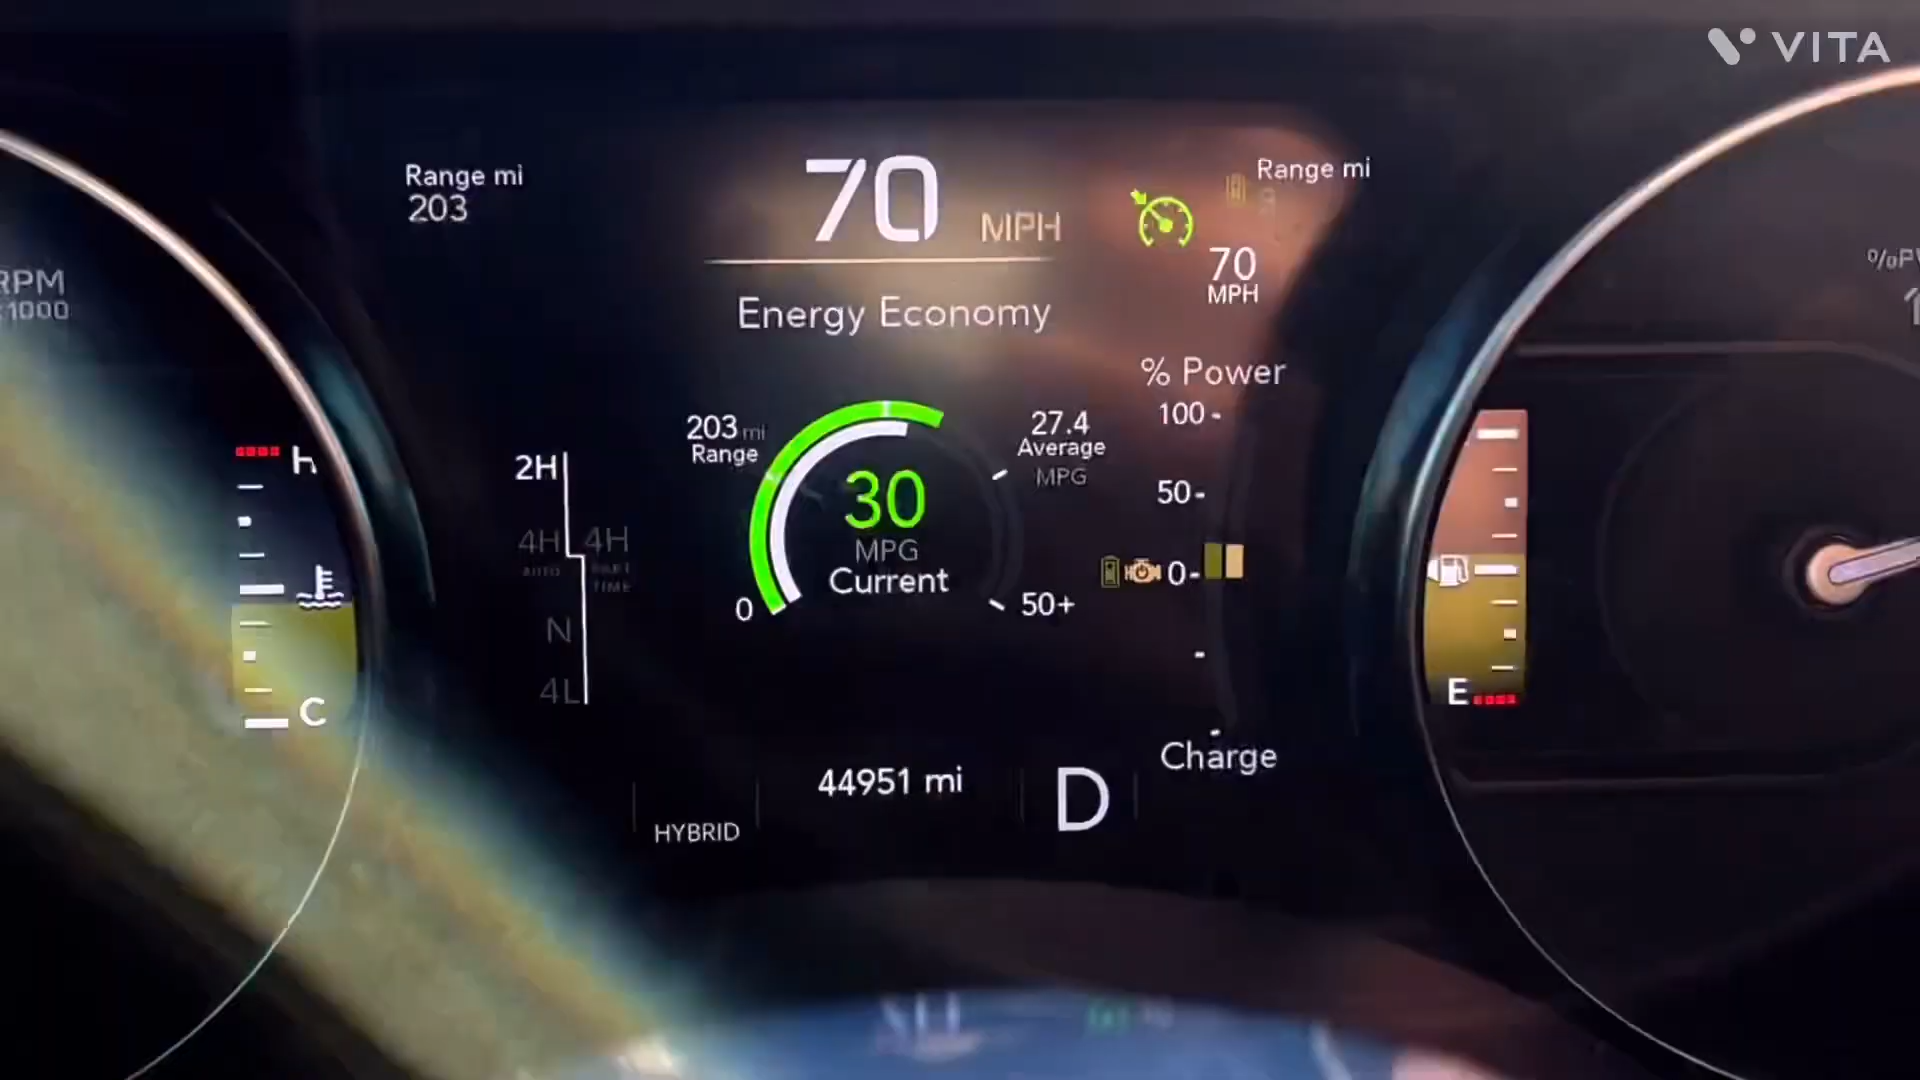 VITA
Range mi
203
70 MPH
Range mi
70
MPH
RPM
Energy Economy
% Power
100
50
0
Charge
203 mi
Range
27.4
Average
MPG
30
MPG
Current
0
50+
2H
4H
AUTO
4H
PART
TIME
N
4L
H
C
E
44951 mi
D
HYBRID